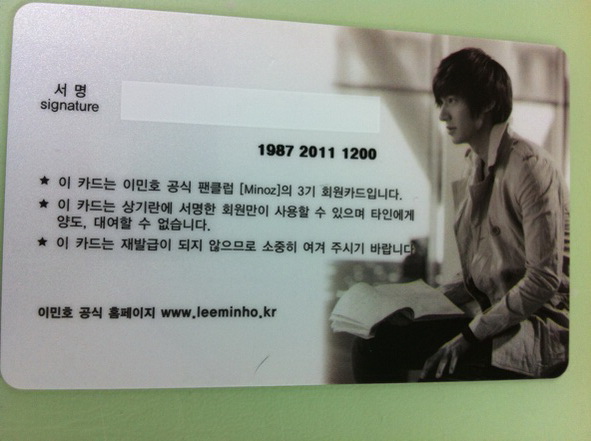 서 명
signature
1987 2011 1200
★ 이 카드는 이민호 공식 팬클럽 [Minoz]의 3기 회원카드입니다.
★ 이 카드는 상기란에 서명한 회원만이 사용할 수 있으며 타인에게
양도, 대여할 수 없습니다.
★ 이 카드는 재발급이 되지 않으므로 소중히 여겨 주시기 바랍니다
이민호 공식 홈페이지 www.leeminho.kr